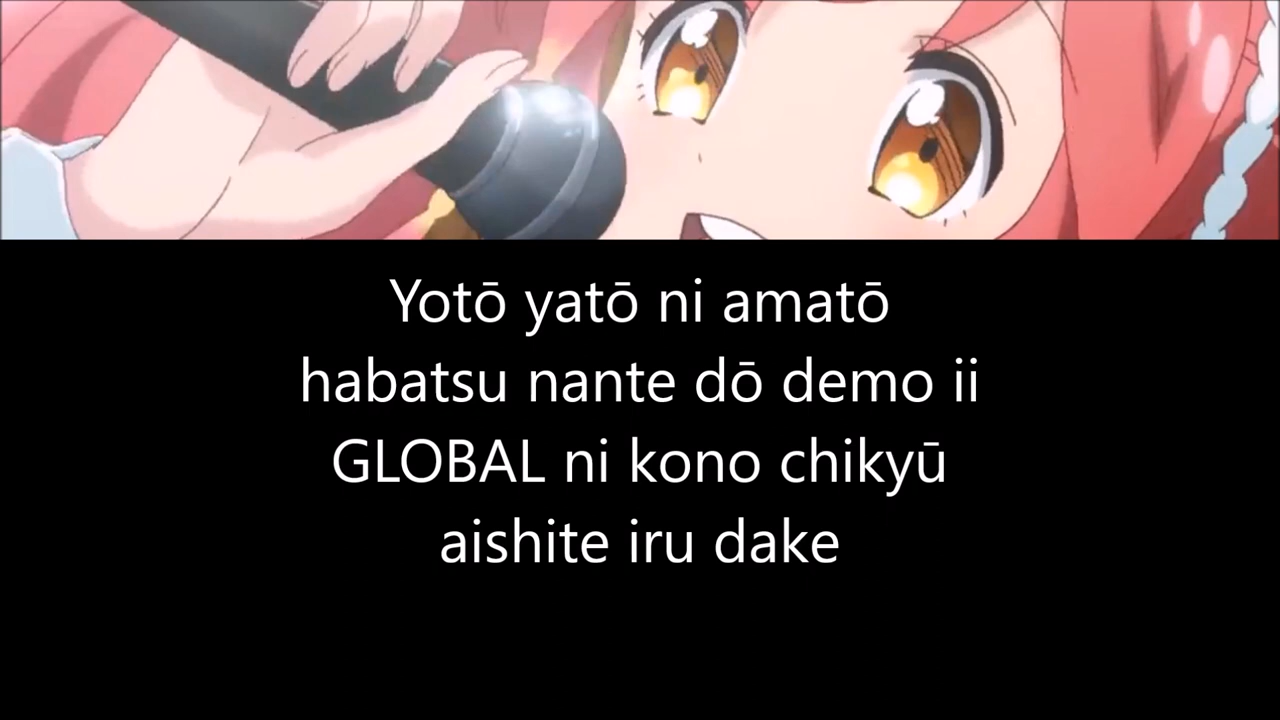 Yotō yatō ni amatō
habatsu nante dō demo ii
GLOBAL ni kono chikyū
aishite iru dake